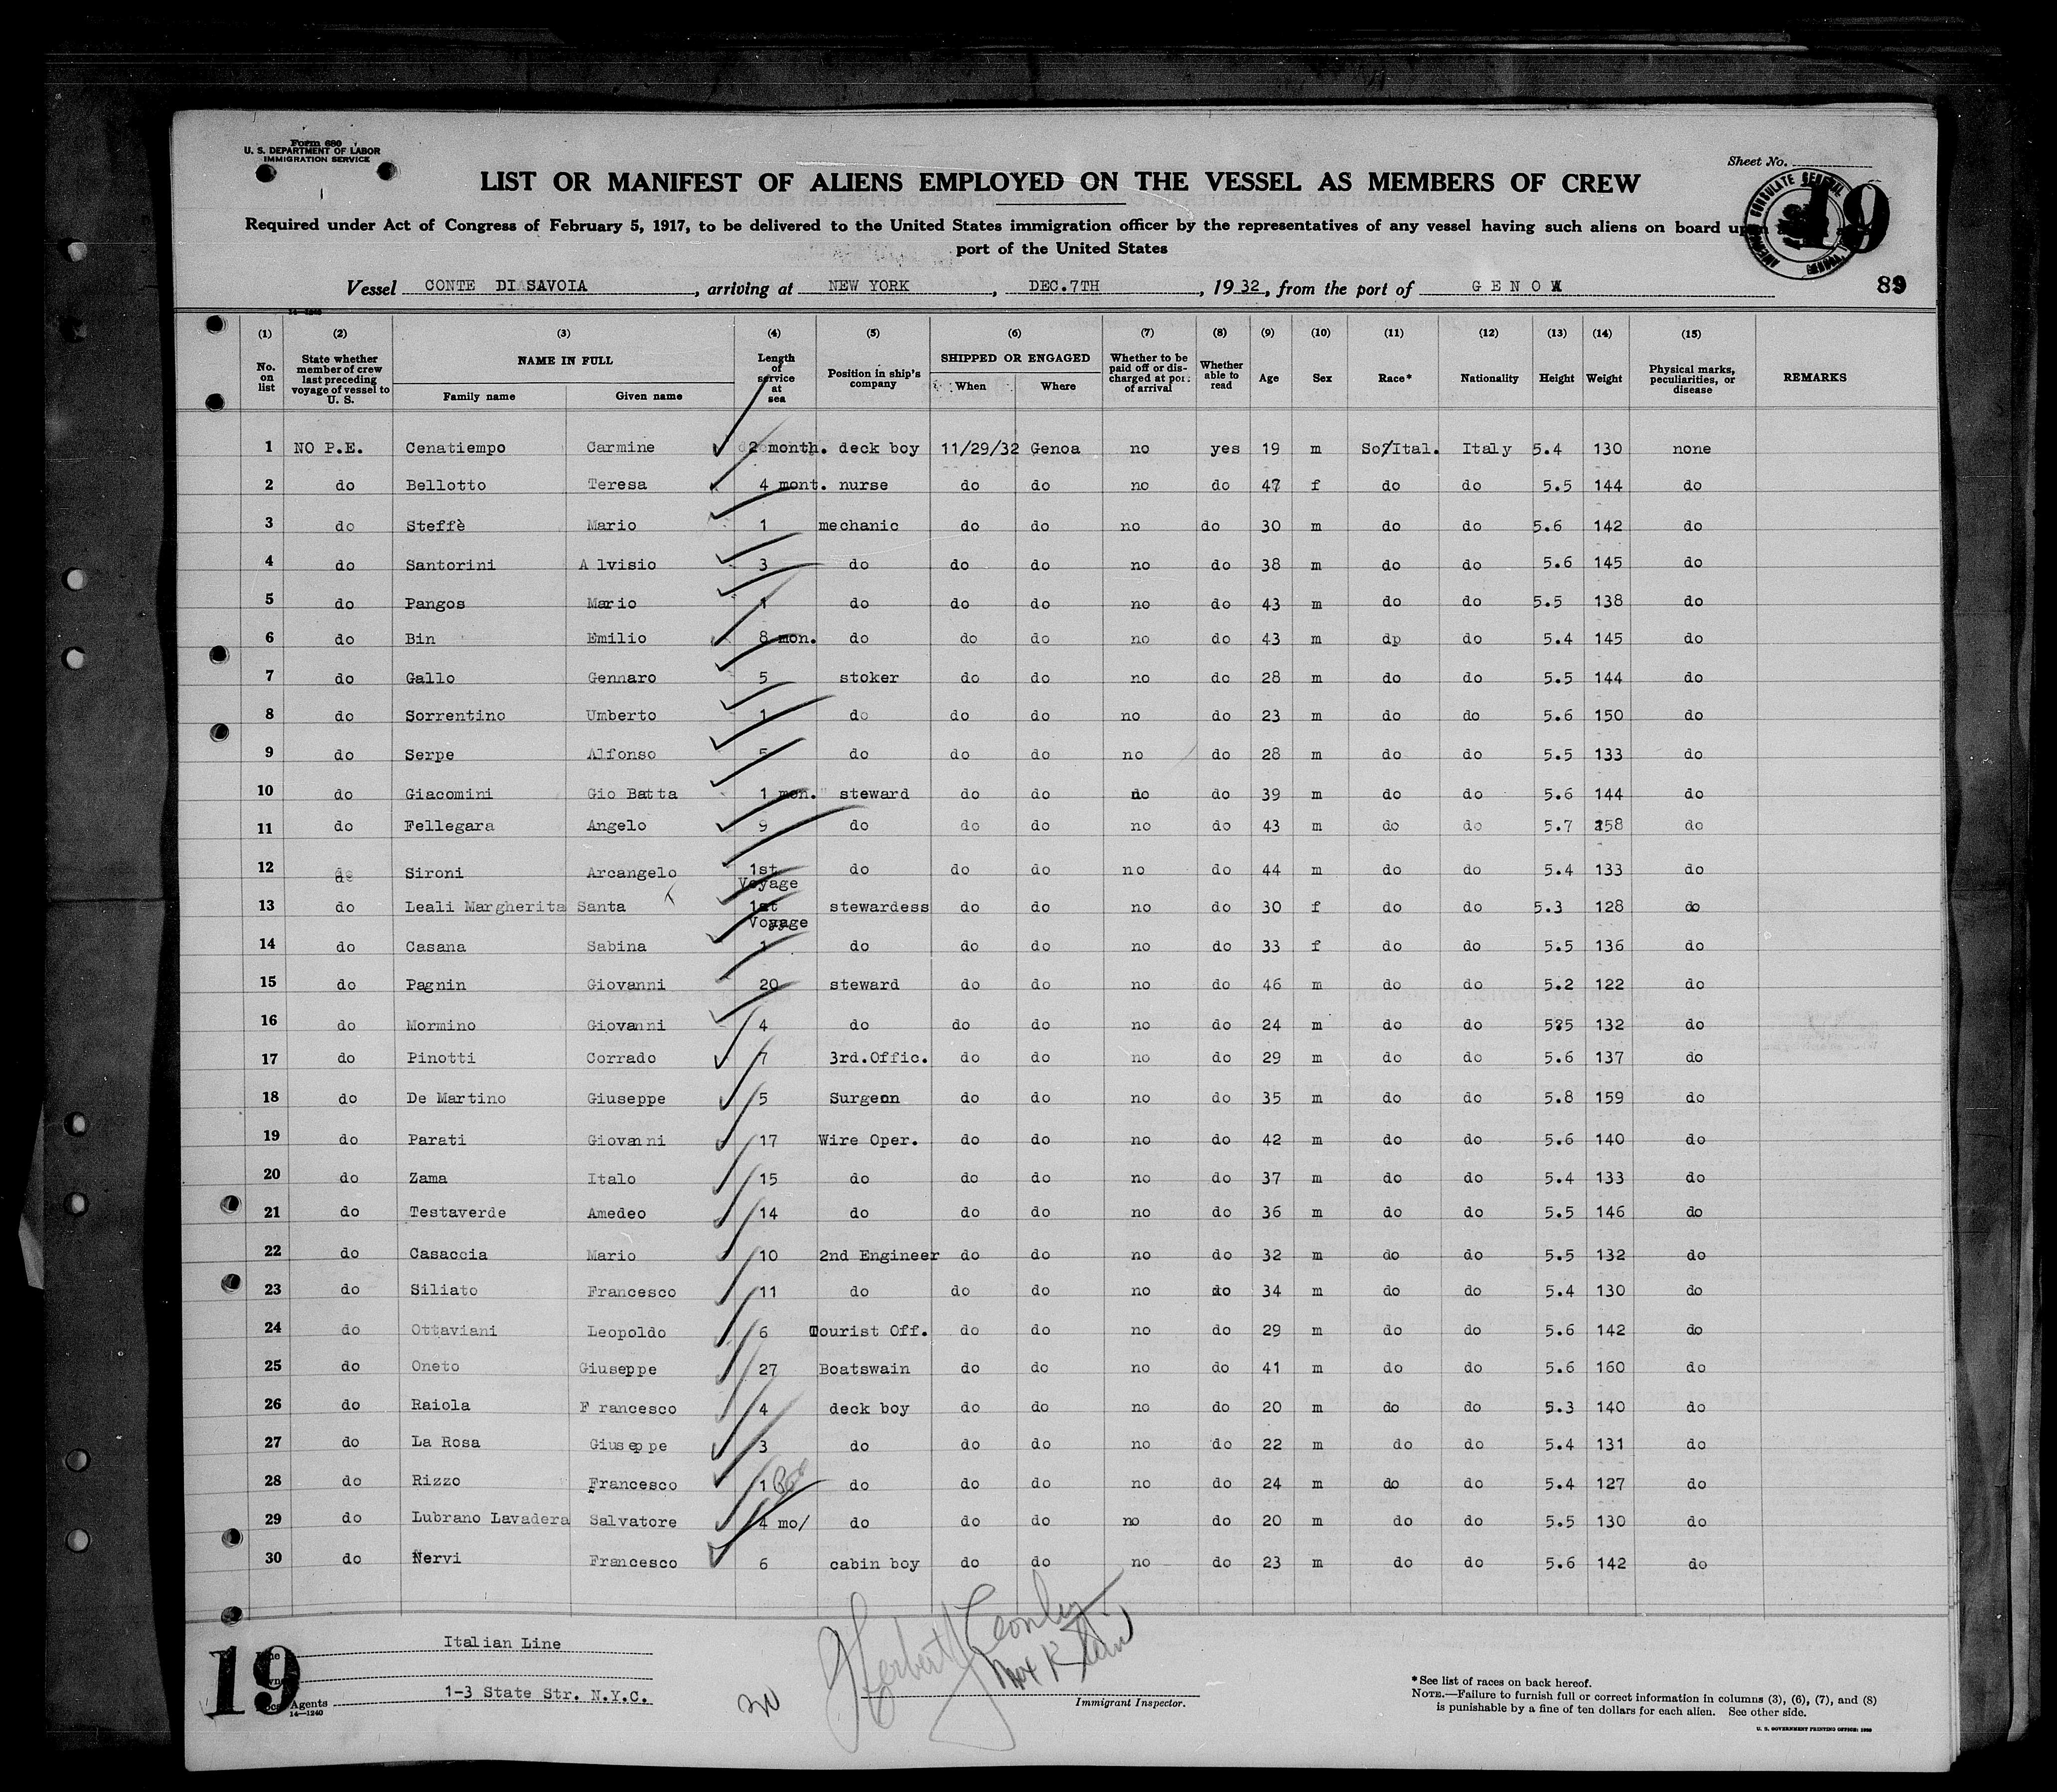 Form 680
U. S. DEPARTMENT OF LABOR
IMMIGRATION SERVICE
Sheet No.
LIST OR MANIFEST OF ALIENS EMPLOYED ON THE VESSEL AS MEMBERS OF CREW
AMERICAN CONSULATE GENERAL
19
Required under Act of Congress of February 5, 1917, to be delivered to the United States immigration officer by the representatives of any vessel having such aliens on board upon
port of the United States
Vessel CONTE DI SAVOIA, arriving at NEW YORK, DEC.7TH, 1932, from the port of GENOA
89
14-1240
(1) (2) (3) (4) (5) (6) (7) (8) (9) (10) (11) (12) (13) (14) (15)
No. on list State whether member of crew last preceding voyage of vessel to U. S. NAME IN FULL Family name Given name Length of service at sea Position in ship's company SHIPPED OR ENGAGED When Where Whether to be paid off or discharged at port of arrival Whether able to read Age Sex Race* Nationality Height Weight Physical marks, peculiarities, or disease REMARKS
1 NO P.E. Cenatiempo Carmine 2 month. deck boy 11/29/32 Genoa no yes 19 m So/Ital. Italy 5.4 130 none
2 do Bellotto Teresa 4 mont. nurse do do no do 47 f do do 5.5 144 do
3 do Steffè Mario 1 mechanic do do no do 30 m do do 5.6 142 do
4 do Santorini A lvisio 3 do do do no do 38 m do do 5.6 145 do
5 do Pangos Mario 1 do do do no do 43 m do do 5.5 138 do
6 do Bin Emilio 8 mon. do do do no do 43 m dp do 5.4 145 do
7 do Gallo Gennaro 5 stoker do do no do 28 m do do 5.5 144 do
8 do Sorrentino Umberto 1 do do do no do 23 m do do 5.6 150 do
9 do Serpe Alfonso 5 do do do no do 28 m do do 5.5 133 do
10 do Giacomini Gio Batta 1 mon. steward do do no do 39 m do do 5.6 144 do
11 do Fellegara Angelo 9 do do do no do 43 m do do 5.7 158 do
12 do Sironi Arcangelo 1st Voyage do do do no do 44 m do do 5.4 133 do
13 do Leali Margherita Santa 1st Voyage stewardess do do no do 30 f do do 5.3 128 do
14 do Casana Sabina 1 do do do no do 33 f do do 5.5 136 do
15 do Pagnin Giovanni 20 steward do do no do 46 m do do 5.2 122 do
16 do Mormino Giovanni 4 do do do no do 24 m do do 5?5 132 do
17 do Pinotti Corrado 7 3rd.Offic. do do no do 29 m do do 5.6 137 do
18 do De Martino Giuseppe 5 Surgeon do do no do 35 m do do 5.8 159 do
19 do Parati Giovanni 17 Wire Oper. do do no do 42 m do do 5.6 140 do
20 do Zama Italo 15 do do do no do 37 m do do 5.4 133 do
21 do Testaverde Amedeo 14 do do do no do 36 m do do 5.5 146 do
22 do Casaccia Mario 10 2nd Engineer do do no do 32 m do do 5.5 132 do
23 do Siliato Francesco 11 do do do no do 34 m do do 5.4 130 do
24 do Ottaviani Leopoldo 6 Tourist Off. do do no do 29 m do do 5.6 142 do
25 do Oneto Giuseppe 27 Boatswain do do no do 41 m do do 5.6 160 do
26 do Raiola F rancesco 4 deck boy do do no do 20 m do do 5.3 140 do
27 do La Rosa Giuseppe 3 do do do no do 22 m do do 5.4 131 do
28 do Rizzo Francesco 1 do do do no do 24 m do do 5.4 127 do
29 do Lubrano Lavadera Salvatore 4 mo/ do do do no do 20 m do do 5.5 130 do
30 do Nervi Francesco 6 cabin boy do do no do 23 m do do 5.6 142 do
19
Italian Line
Agents 1-3 State Str. N.Y.C.
14-1240
Immigrant Inspector.
*See list of races on back hereof.
NOTE.—Failure to furnish full or correct information in columns (3), (6), (7), and (8)
is punishable by a fine of ten dollars for each alien. See other side.
U. S. GOVERNMENT PRINTING OFFICE: 1930